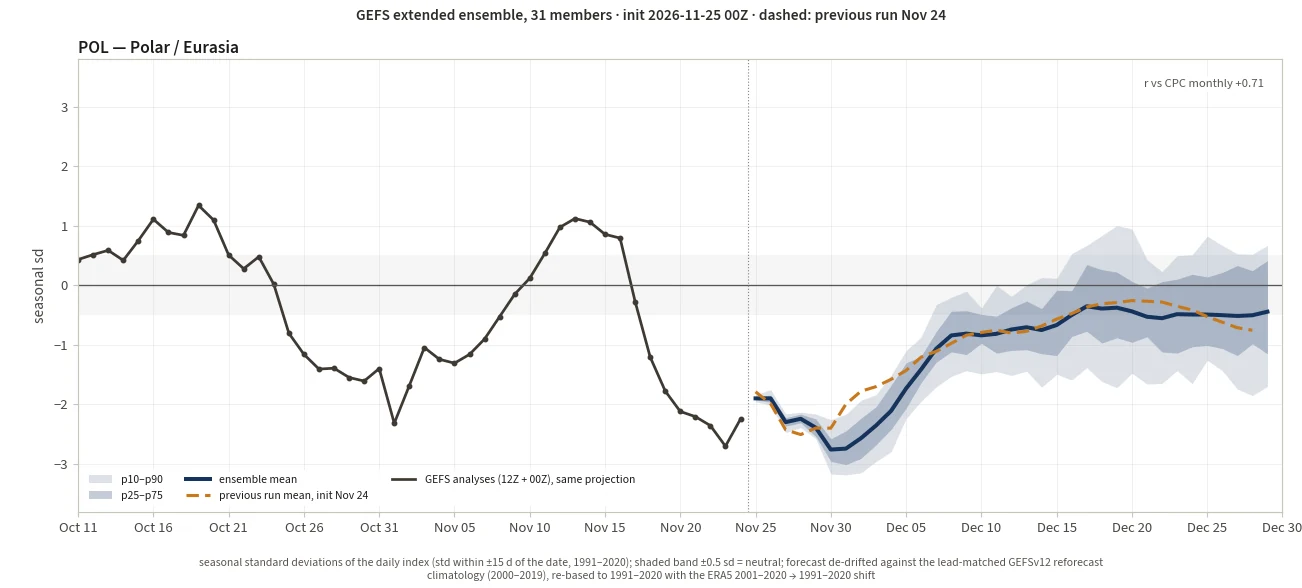 GEFS extended ensemble, 31 members · init 2026-11-25 00Z · dashed: previous run Nov 24
POL — Polar / Eurasia
r vs CPC monthly +0.71
seasonal sd
3
2
1
0
−1
−2
−3
p10–p90
p25–p75
ensemble mean
previous run mean, init Nov 24
GEFS analyses (12Z + 00Z), same projection
Oct 11 Oct 16 Oct 21 Oct 26 Oct 31 Nov 05 Nov 10 Nov 15 Nov 20 Nov 25 Nov 30 Dec 05 Dec 10 Dec 15 Dec 20 Dec 25 Dec 30
seasonal standard deviations of the daily index (std within ±15 d of the date, 1991–2020); shaded band ±0.5 sd = neutral; forecast de-drifted against the lead-matched GEFSv12 reforecast
climatology (2000–2019), re-based to 1991–2020 with the ERA5 2001–2020 → 1991–2020 shift